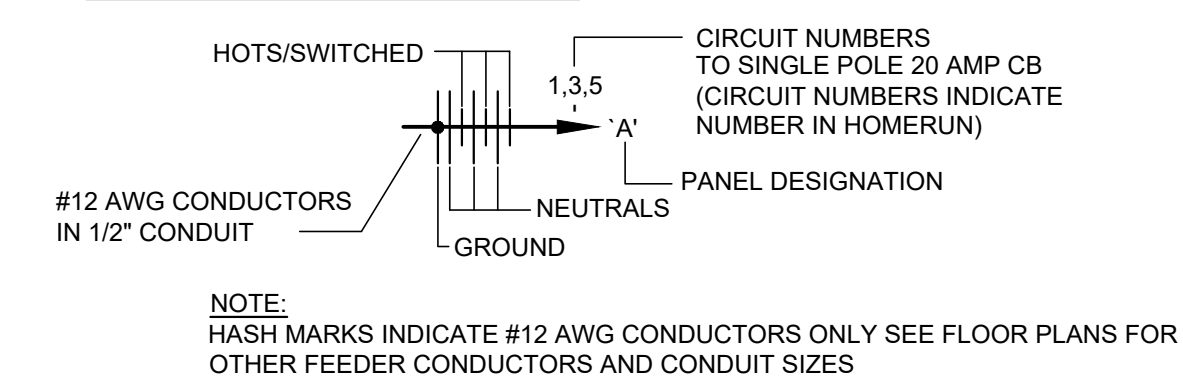 HOTS/SWITCHED
1,3,5
CIRCUIT NUMBERS
TO SINGLE POLE 20 AMP CB
(CIRCUIT NUMBERS INDICATE
NUMBER IN HOMERUN)
`A'
PANEL DESIGNATION
#12 AWG CONDUCTORS
IN 1/2" CONDUIT
NEUTRALS
GROUND
NOTE:
HASH MARKS INDICATE #12 AWG CONDUCTORS ONLY SEE FLOOR PLANS FOR
OTHER FEEDER CONDUCTORS AND CONDUIT SIZES